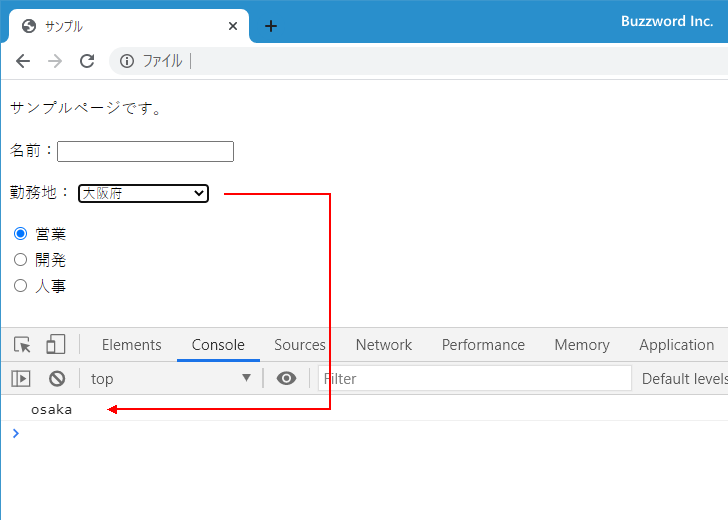 サンプル
Buzzword Inc.
ファイル
サンプルページです。
名前：
勤務地： 大阪府
営業
開発
人事
Elements Console Sources Network Performance Memory Application
top Filter Default levels
osaka